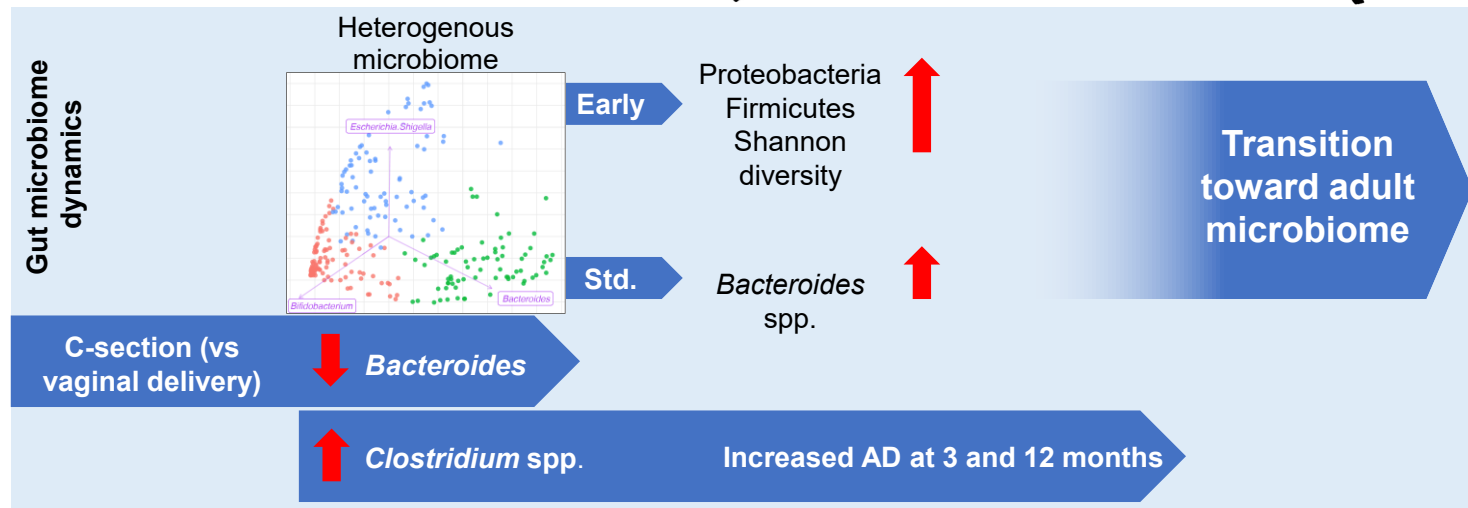 Gut microbiome
dynamics
Heterogenous
microbiome
Escherichia.Shigella
Bifidobacterium
Bacteroides
Early
Proteobacteria
Firmicutes
Shannon
diversity
Std.
Bacteroides
spp.
Transition
toward adult
microbiome
C-section (vs
vaginal delivery)
Bacteroides
Clostridium spp.
Increased AD at 3 and 12 months